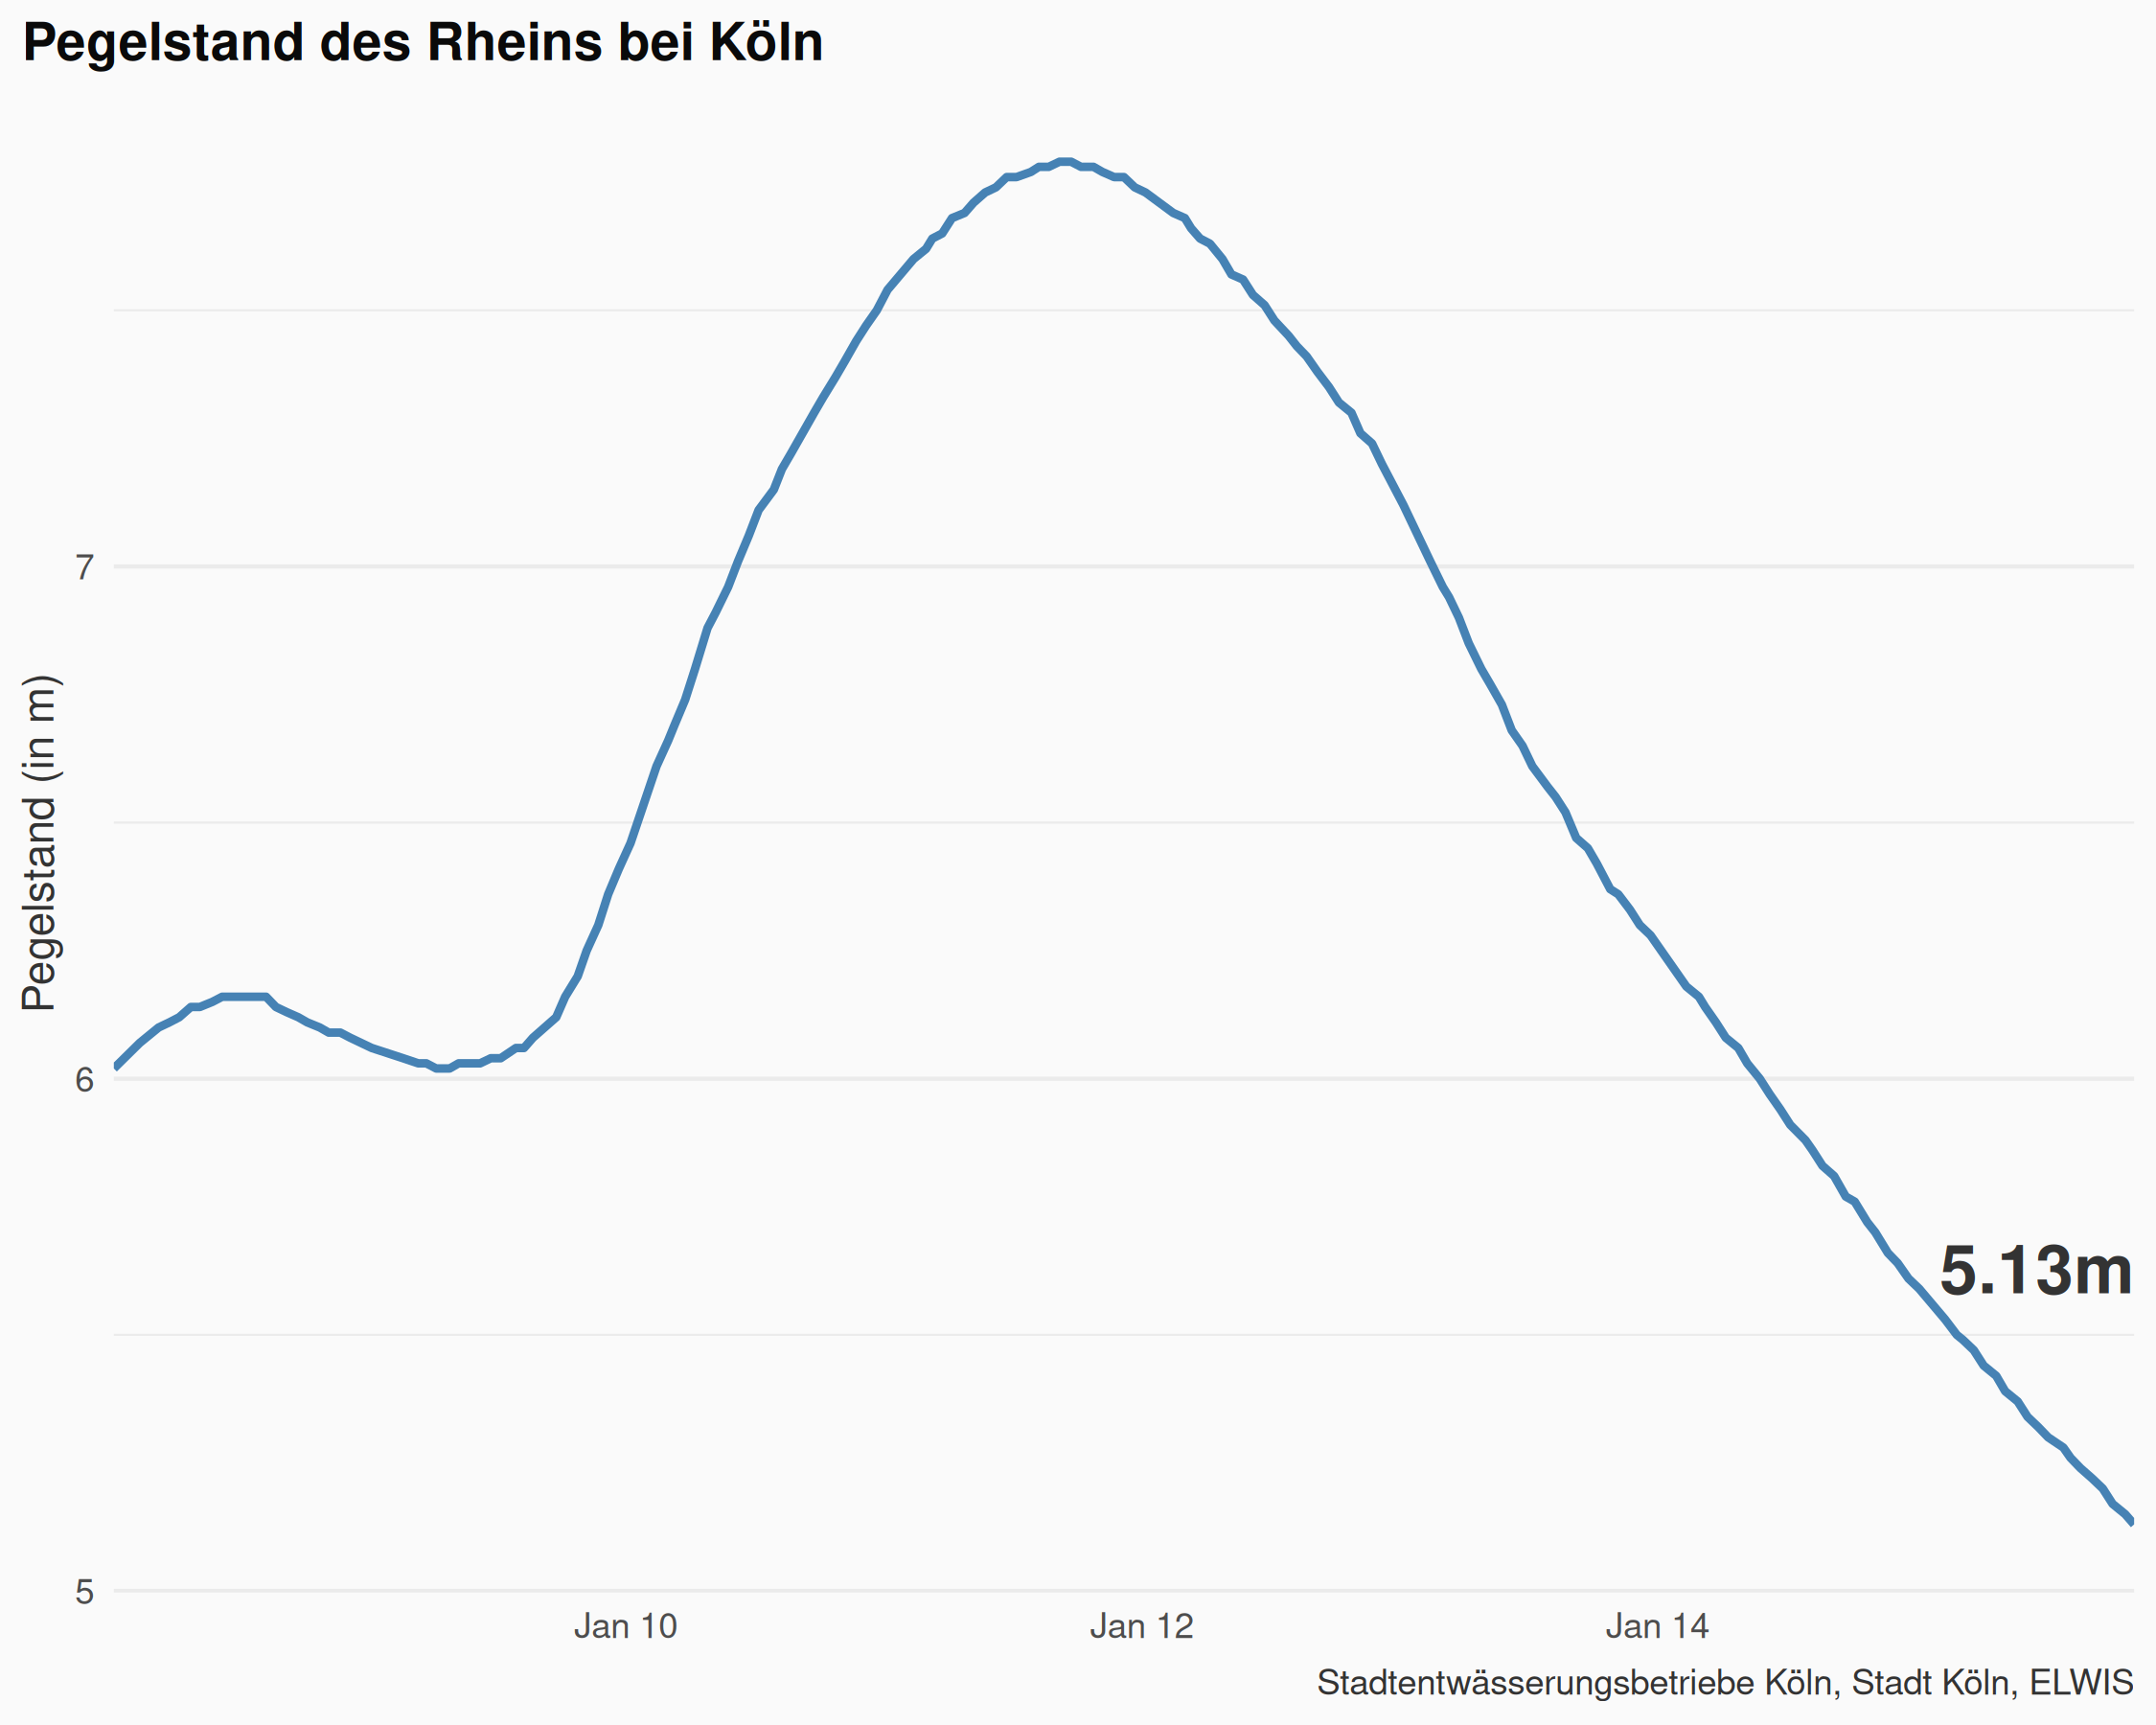 Pegelstand des Rheins bei Köln
Pegelstand (in m)
7
6
5
5.13m
Jan 10
Jan 12
Jan 14
Stadtentwässerungsbetriebe Köln, Stadt Köln, ELWIS